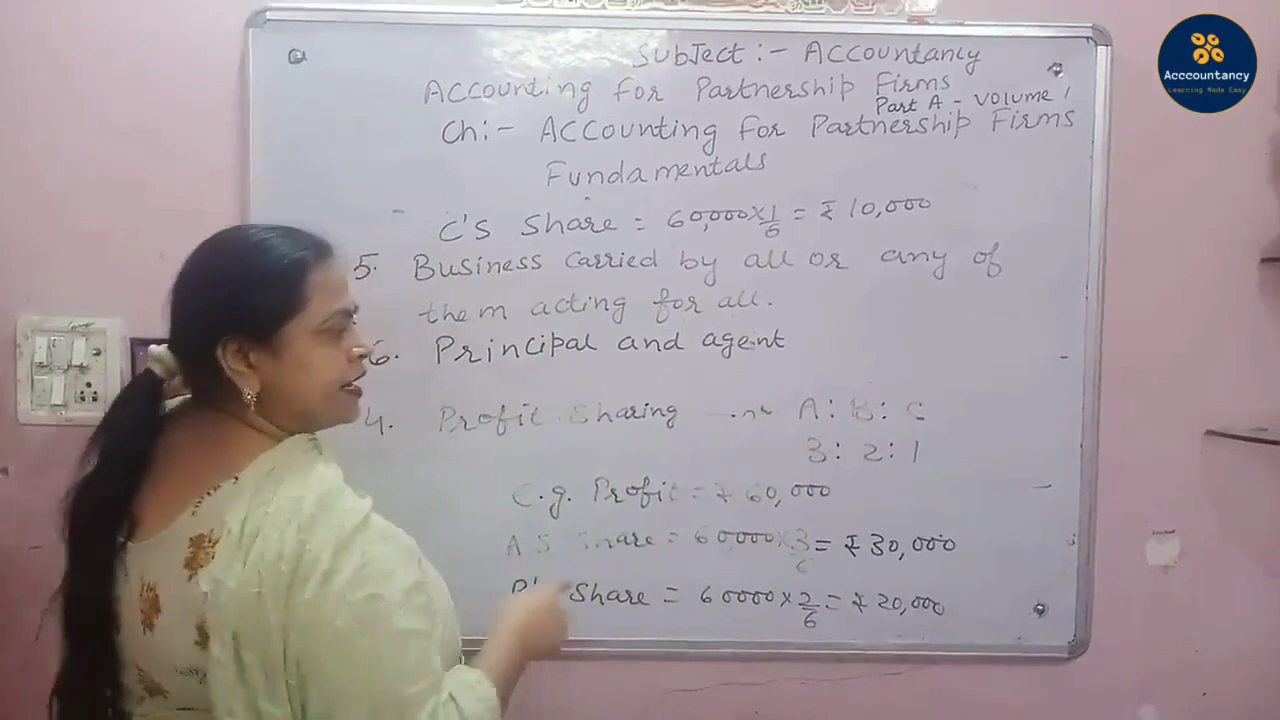 Subject :- Accountancy
Accounting for Partnership Firms
Part A - Volume 1
Ch:- Accounting for Partnership Firms
Fundamentals
C's Share = 60,000 × 1/6 = ₹ 10,000
5. Business carried by all or any of
them acting for all.
6. Principal and agent
4. Profit Sharing A : B : C
3 : 2 : 1
e.g. Profit = ₹ 60,000
A's Share = 60,000 × 3/6 = ₹ 30,000
B's Share = 60000 × 2/6 = ₹ 20,000
Acccountancy
Learning Made Easy